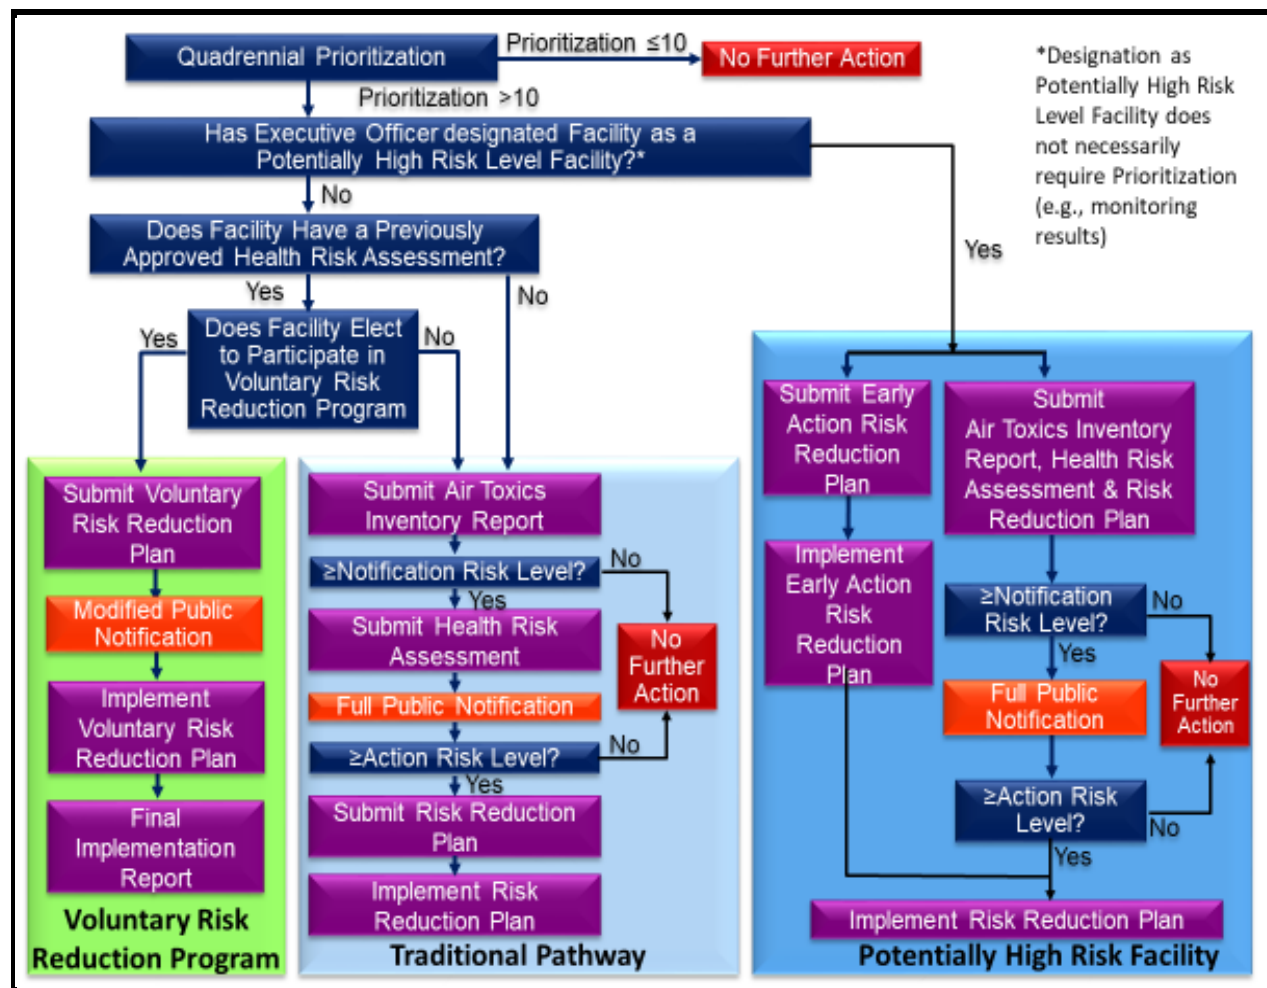 Quadrennial Prioritization
Prioritization ≤10
No Further Action
*Designation as
Potentially High Risk
Level Facility does
not necessarily
require Prioritization
(e.g., monitoring
results)
Prioritization >10
Has Executive Officer designated Facility as a
Potentially High Risk Level Facility?*
No
Yes
Does Facility Have a Previously
Approved Health Risk Assessment?
Yes
No
Does Facility Elect
to Participate in
Voluntary Risk
Reduction Program
Yes
No
Submit Voluntary
Risk Reduction
Plan
Modified Public
Notification
Implement
Voluntary Risk
Reduction Plan
Final
Implementation
Report
Voluntary Risk
Reduction Program
Submit Air Toxics
Inventory Report
≥Notification Risk Level?
No
Yes
Submit Health Risk
Assessment
No
Further
Action
Full Public Notification
≥Action Risk Level?
No
Yes
Submit Risk Reduction
Plan
Implement Risk
Reduction Plan
Traditional Pathway
Submit Early
Action Risk
Reduction
Plan
Implement
Early Action
Risk
Reduction
Plan
Submit
Air Toxics Inventory
Report, Health Risk
Assessment & Risk
Reduction Plan
≥Notification
Risk Level?
No
Yes
Full Public
Notification
No
Further
Action
≥Action Risk
Level?
No
Yes
Implement Risk Reduction Plan
Potentially High Risk Facility